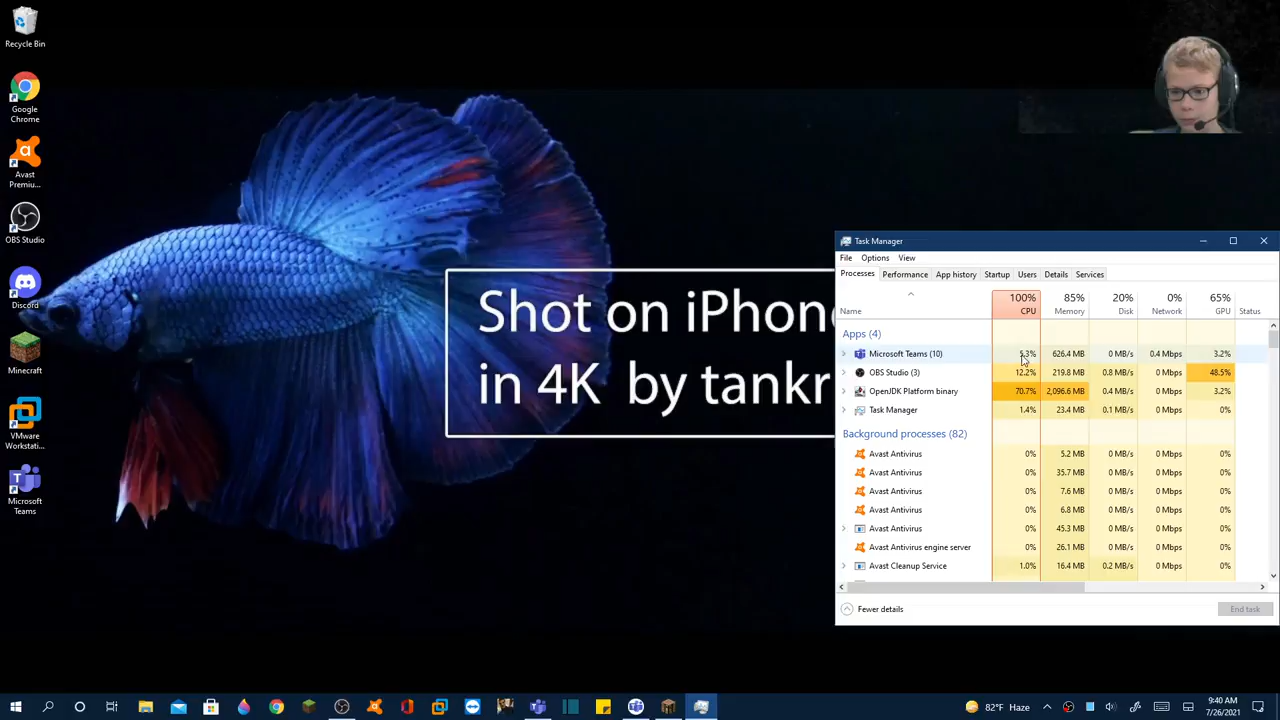 Recycle Bin
Google
Chrome
Avast
Premiu...
OBS Studio
Discord
Minecraft
VMware
Workstati...
Microsoft
Teams
Shot on iPhon
in 4K by tankr
Task Manager
File Options View
Processes Performance App history Startup Users Details Services
100% 85% 20% 0% 65%
Name CPU Memory Disk Network GPU Status
Apps (4)
Microsoft Teams (10) 5.3% 626.4 MB 0 MB/s 0.4 Mbps 3.2%
OBS Studio (3) 12.2% 219.8 MB 0.8 MB/s 0 Mbps 48.5%
OpenJDK Platform binary 70.7% 2,096.6 MB 0.4 MB/s 0 Mbps 3.2%
Task Manager 1.4% 23.4 MB 0.1 MB/s 0 Mbps 0%
Background processes (82)
Avast Antivirus 0% 5.2 MB 0 MB/s 0 Mbps 0%
Avast Antivirus 0% 35.7 MB 0 MB/s 0 Mbps 0%
Avast Antivirus 0% 7.6 MB 0 MB/s 0 Mbps 0%
Avast Antivirus 0% 6.8 MB 0 MB/s 0 Mbps 0%
Avast Antivirus 0% 45.3 MB 0 MB/s 0 Mbps 0%
Avast Antivirus engine server 0% 26.1 MB 0 MB/s 0 Mbps 0%
Avast Cleanup Service 1.0% 16.4 MB 0.2 MB/s 0 Mbps 0%
Fewer details End task
82°F Haze
9:40 AM
7/26/2021